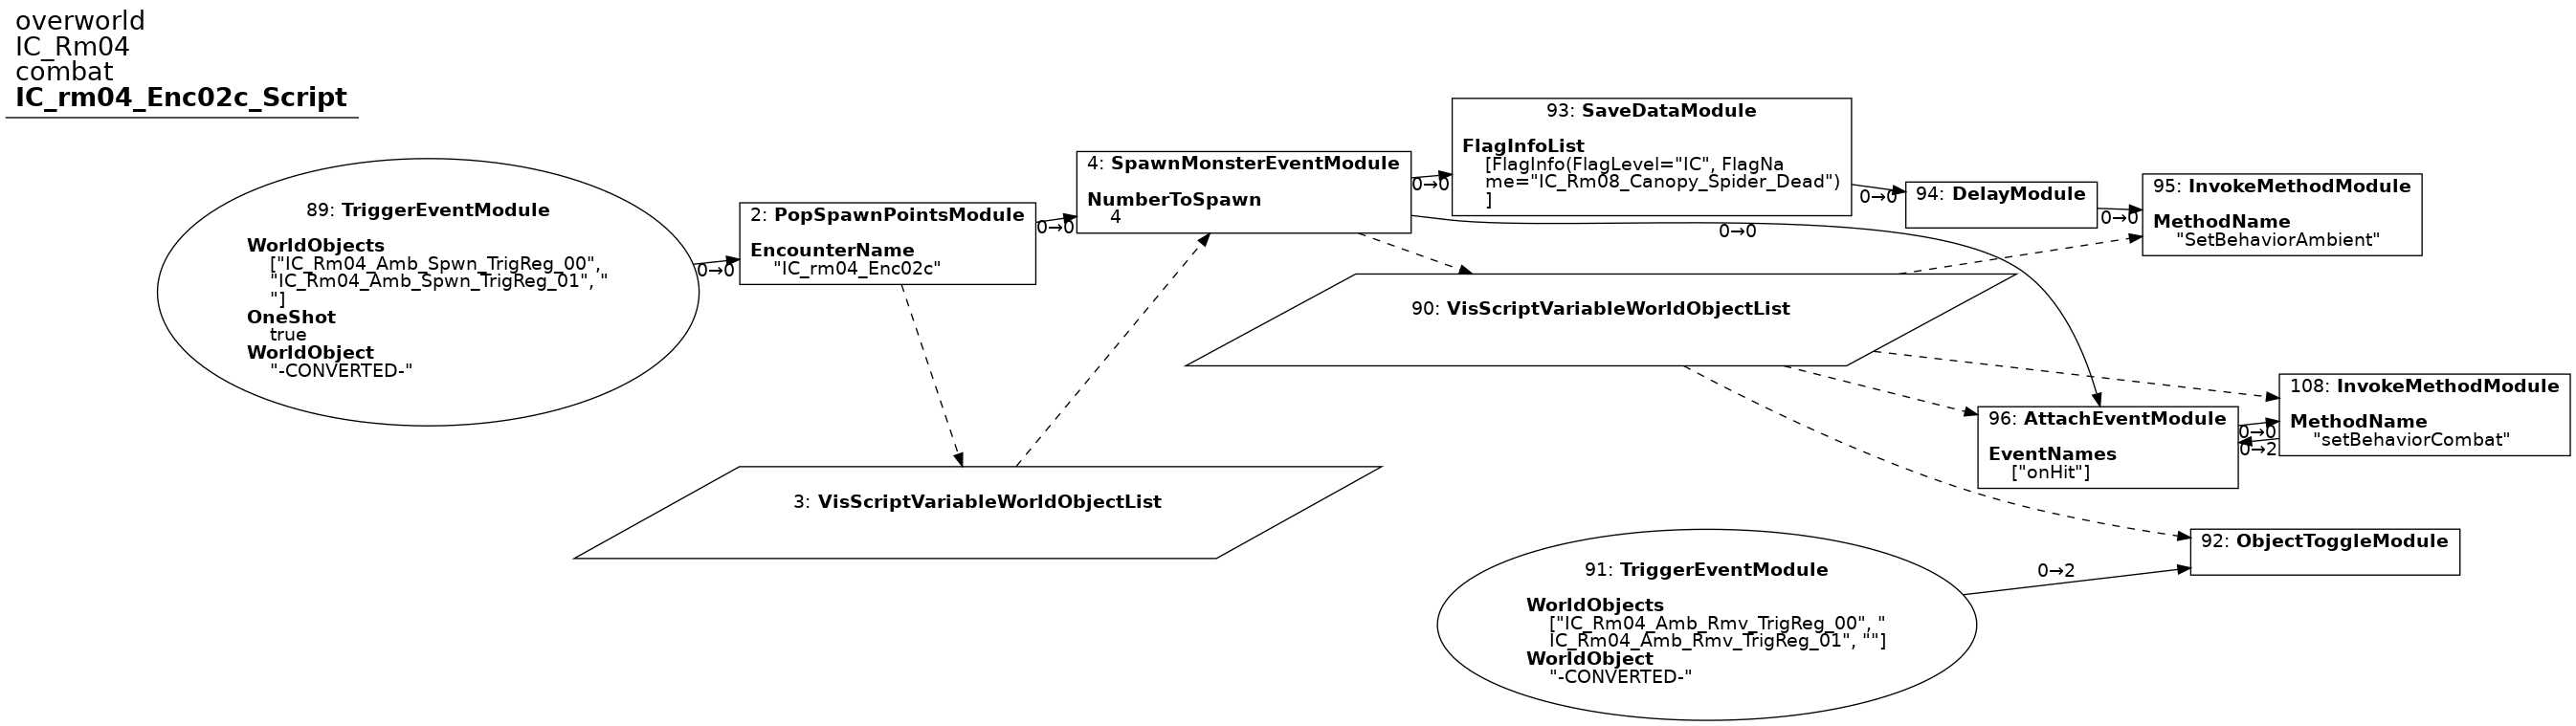 overworld
IC_Rm04
combat
IC_rm04_Enc02c_Script
89: TriggerEventModule
WorldObjects
["IC_Rm04_Amb_Spwn_TrigReg_00",
"IC_Rm04_Amb_Spwn_TrigReg_01", "
"]
OneShot
true
WorldObject
"-CONVERTED-"
0→0
2: PopSpawnPointsModule
EncounterName
"IC_rm04_Enc02c"
0→0
4: SpawnMonsterEventModule
NumberToSpawn
4
0→0
93: SaveDataModule
FlagInfoList
[FlagInfo(FlagLevel="IC", FlagNa
me="IC_Rm08_Canopy_Spider_Dead")
]
0→0
94: DelayModule
0→0
95: InvokeMethodModule
MethodName
"SetBehaviorAmbient"
0→0
90: VisScriptVariableWorldObjectList
3: VisScriptVariableWorldObjectList
96: AttachEventModule
EventNames
["onHit"]
0→0
0→2
108: InvokeMethodModule
MethodName
"setBehaviorCombat"
91: TriggerEventModule
WorldObjects
["IC_Rm04_Amb_Rmv_TrigReg_00", "
IC_Rm04_Amb_Rmv_TrigReg_01", ""]
WorldObject
"-CONVERTED-"
0→2
92: ObjectToggleModule